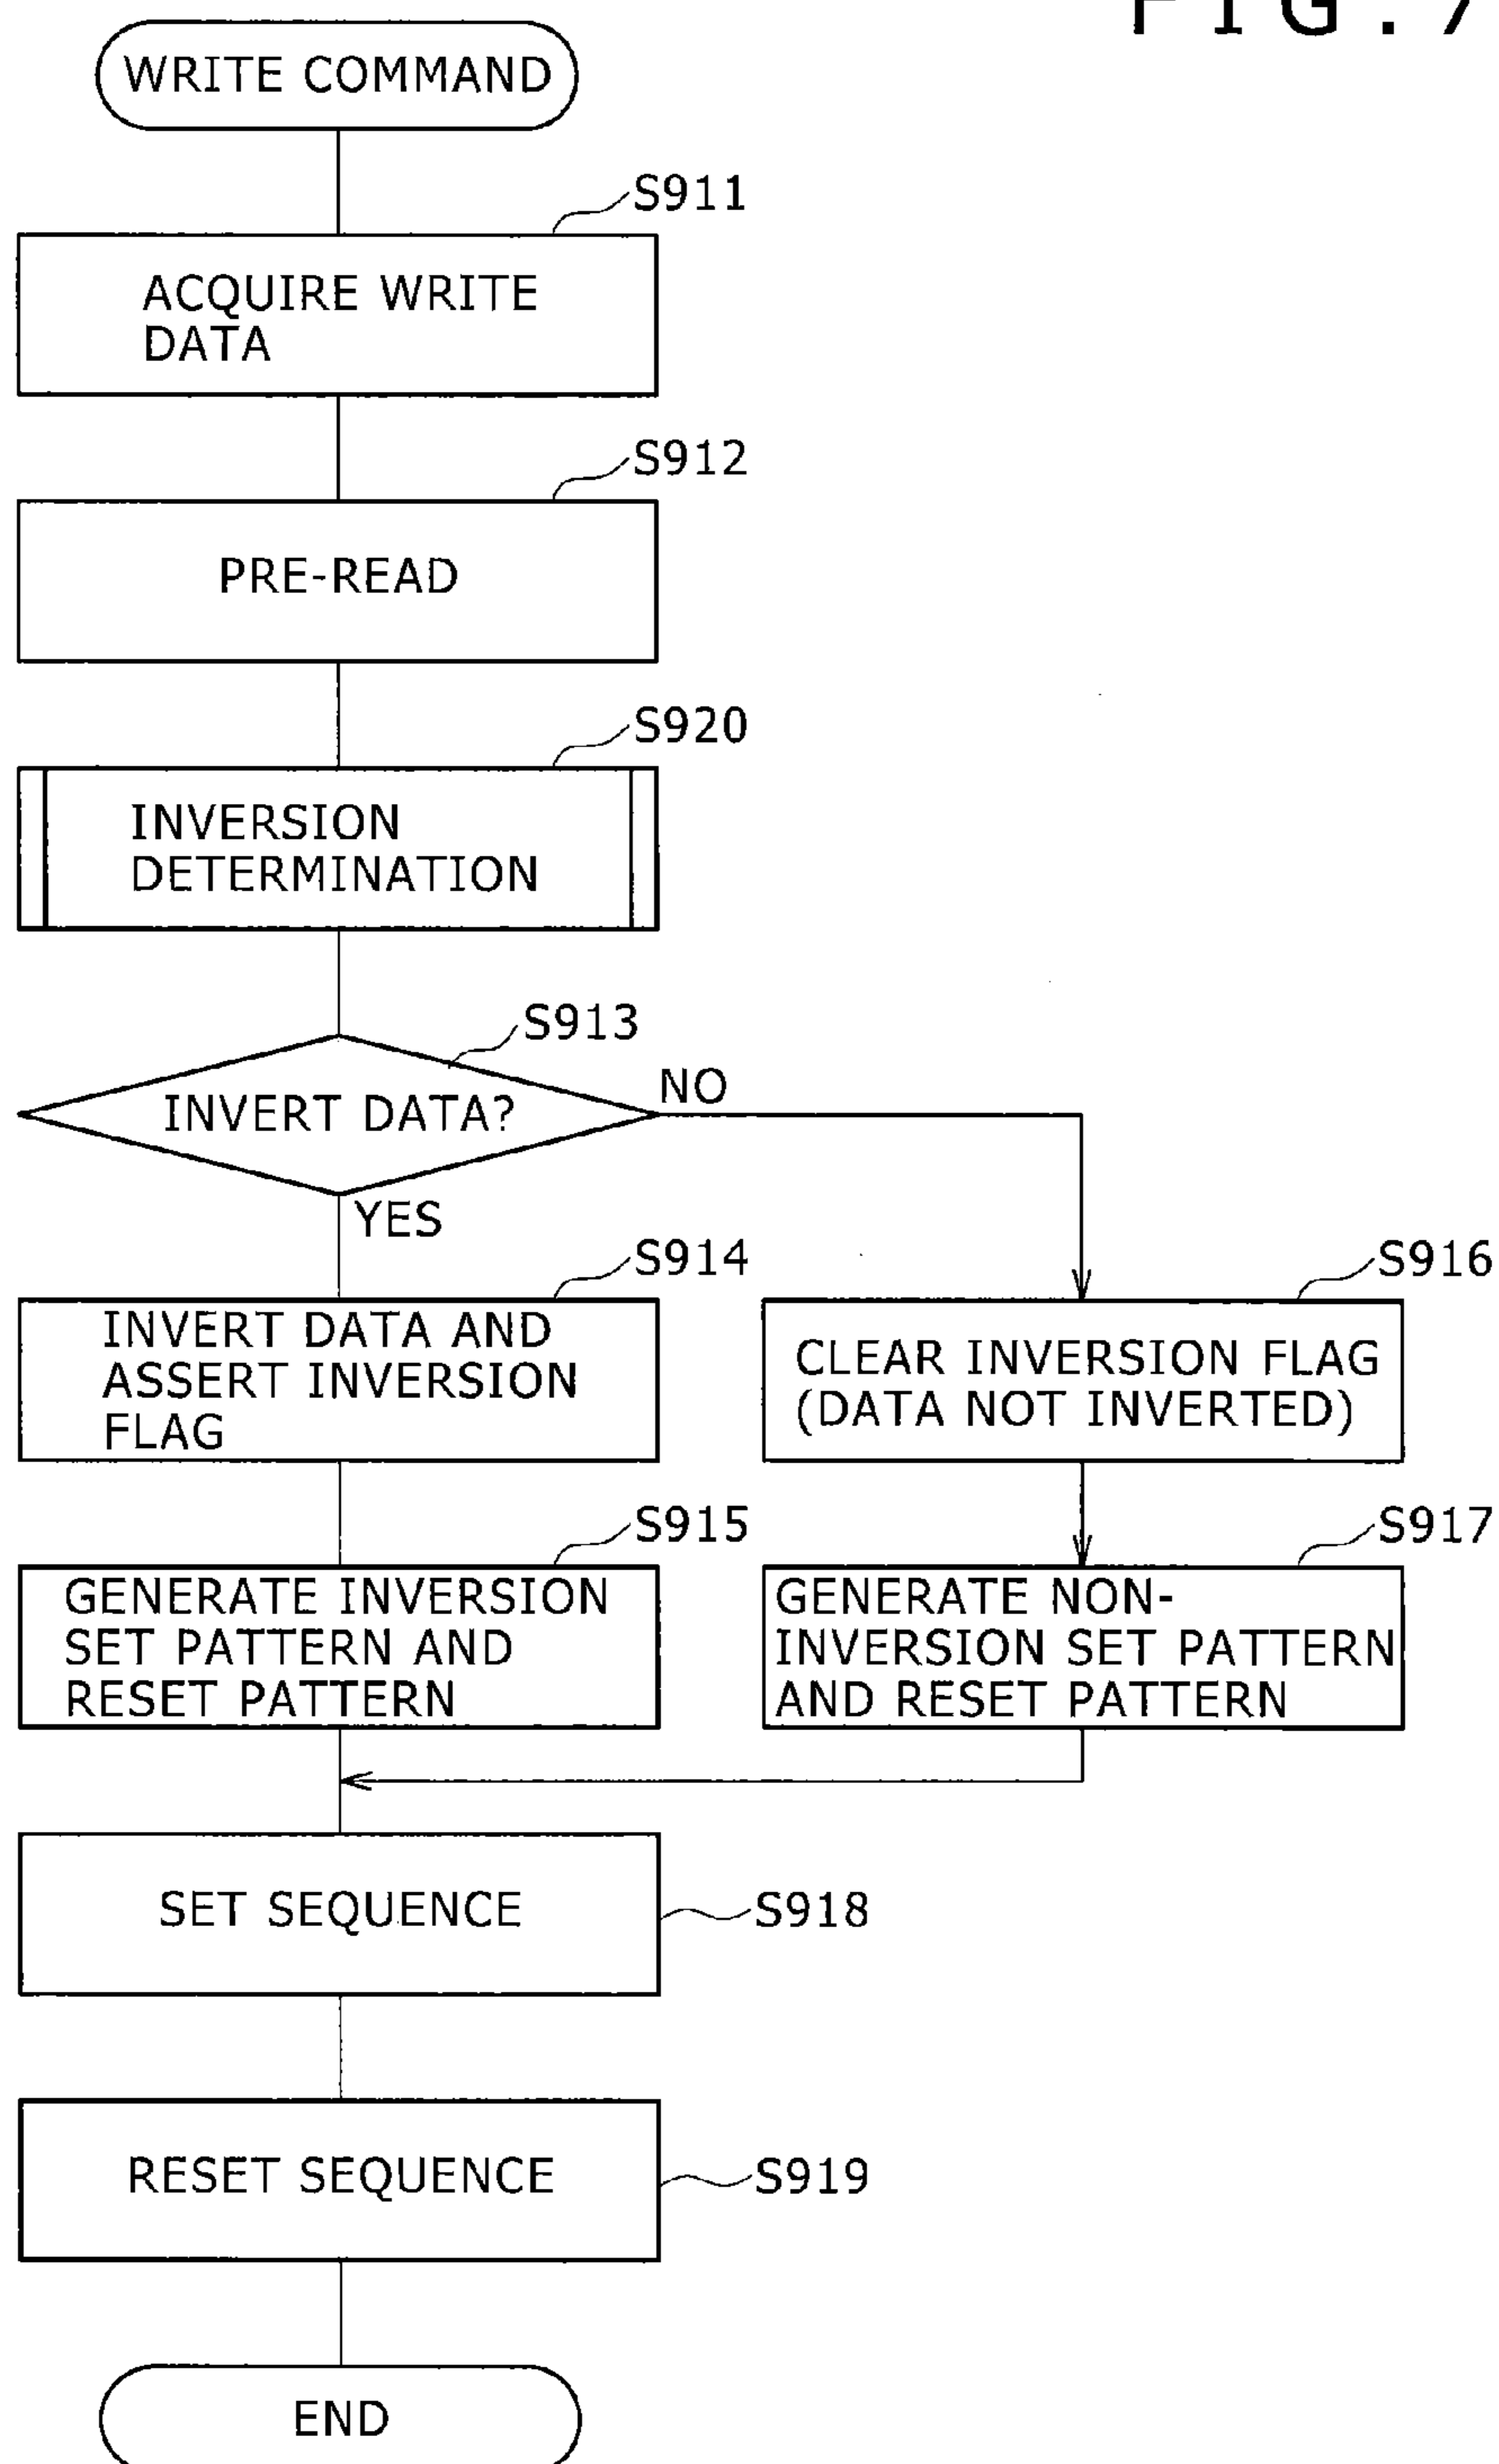 FIG.7
WRITE COMMAND
S911
ACQUIRE WRITE
DATA
S912
PRE-READ
S920
INVERSION
DETERMINATION
S913
INVERT DATA?
NO
YES
S914
INVERT DATA AND
ASSERT INVERSION
FLAG
S916
CLEAR INVERSION FLAG
(DATA NOT INVERTED)
S915
GENERATE INVERSION
SET PATTERN AND
RESET PATTERN
S917
GENERATE NON-
INVERSION SET PATTERN
AND RESET PATTERN
SET SEQUENCE
S918
RESET SEQUENCE
S919
END